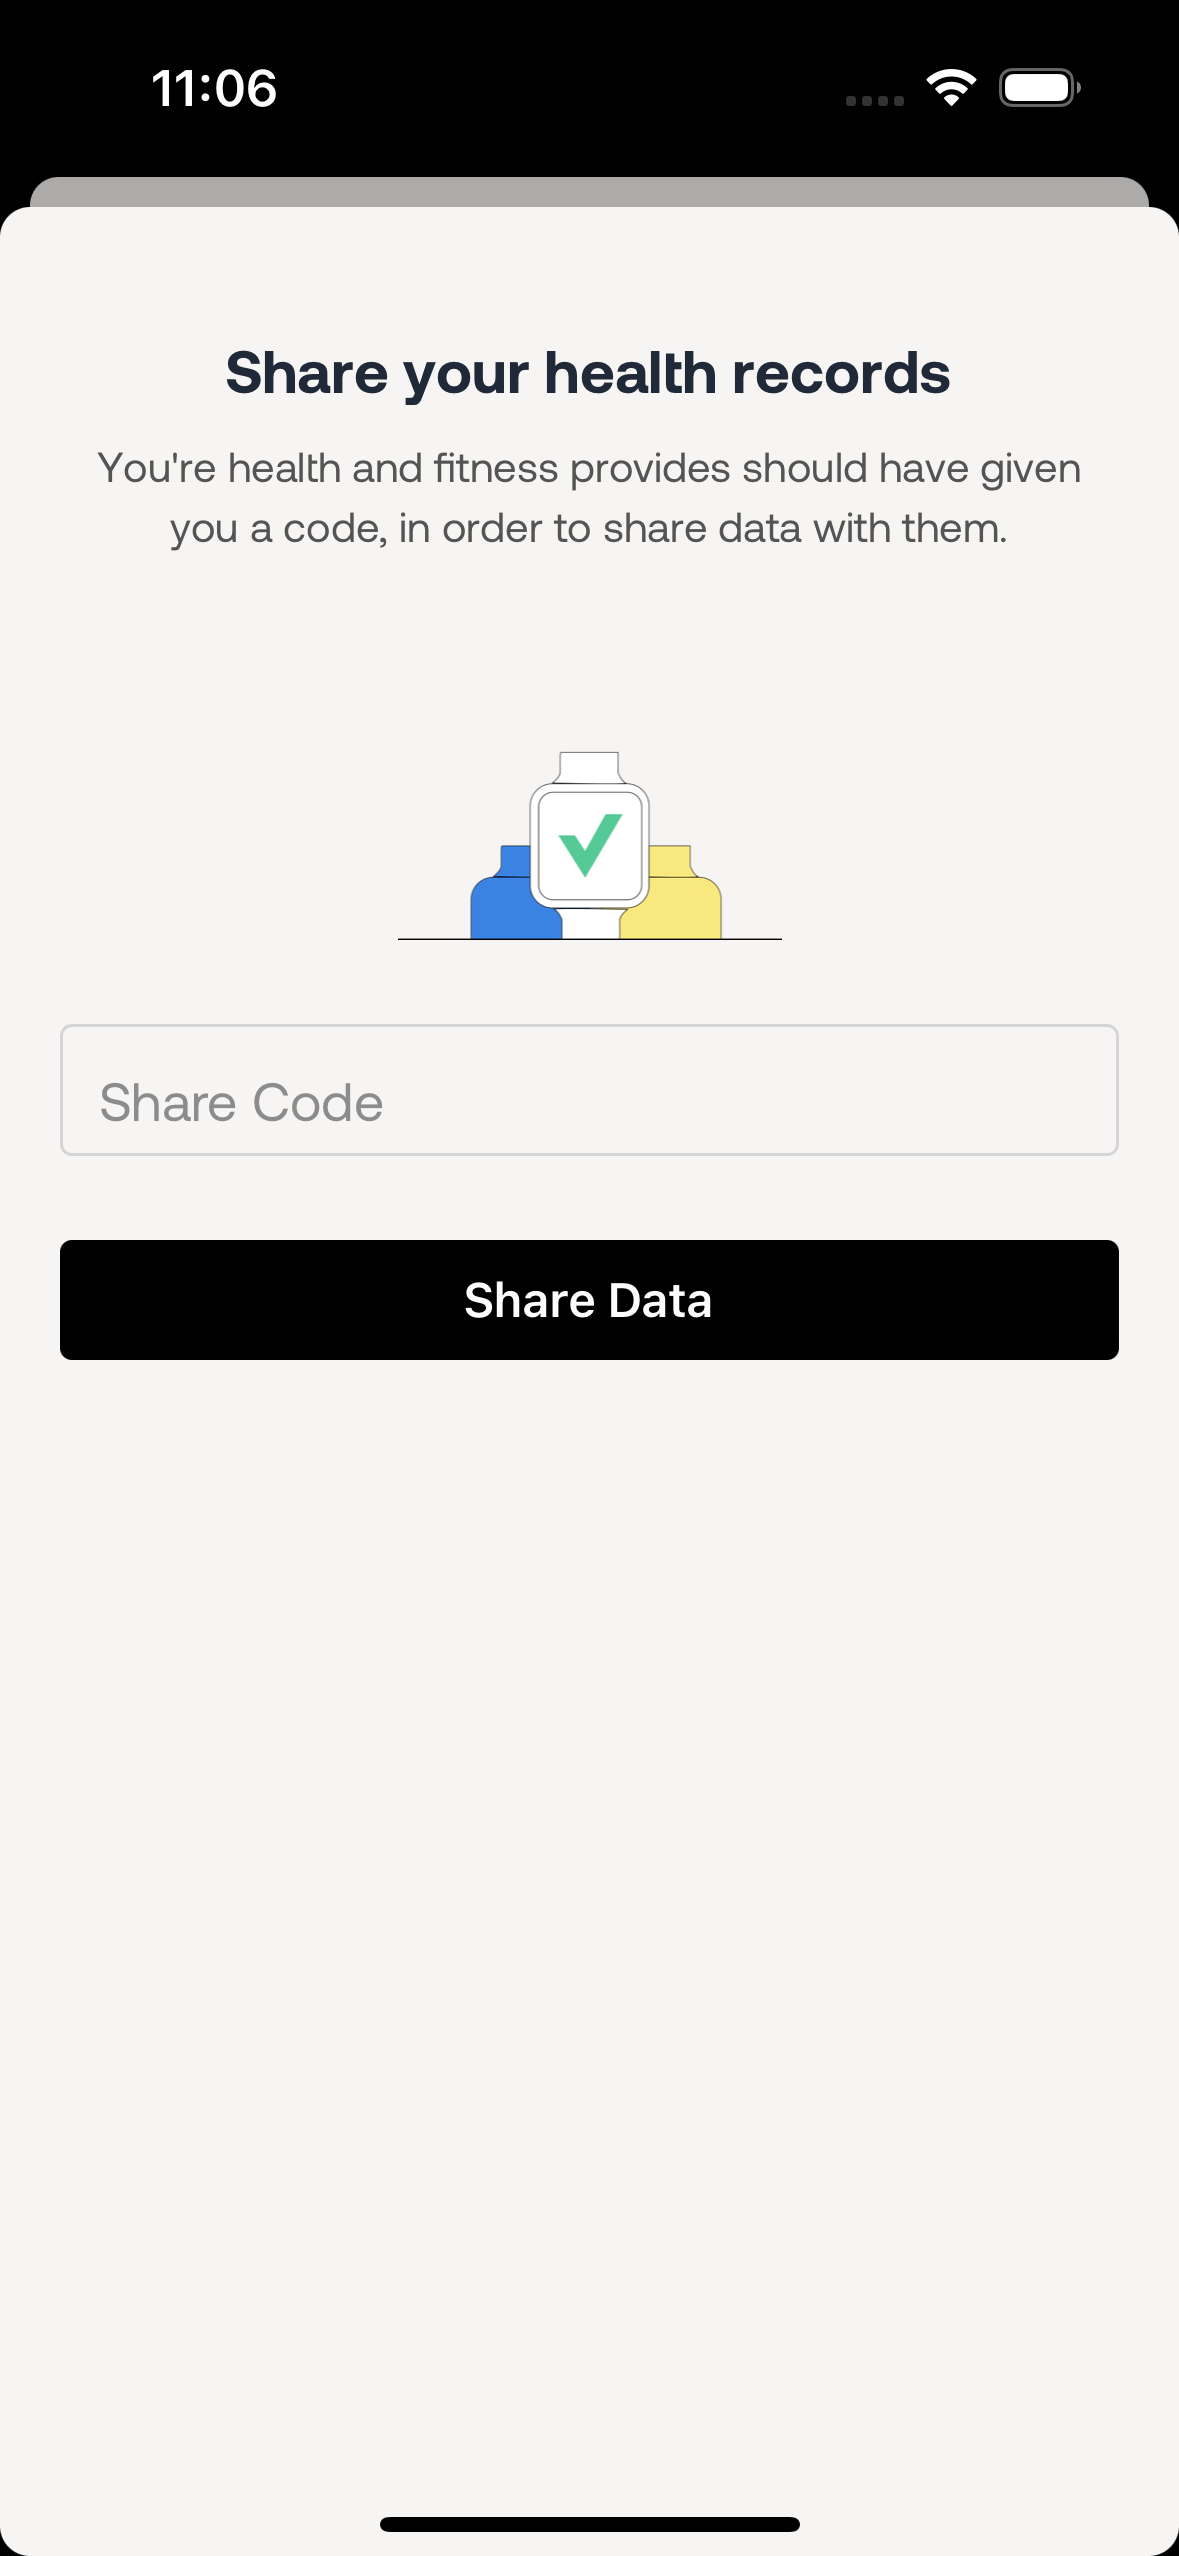 11:06
Share your health records
You're health and fitness provides should have given
you a code, in order to share data with them.
Share Code
Share Data